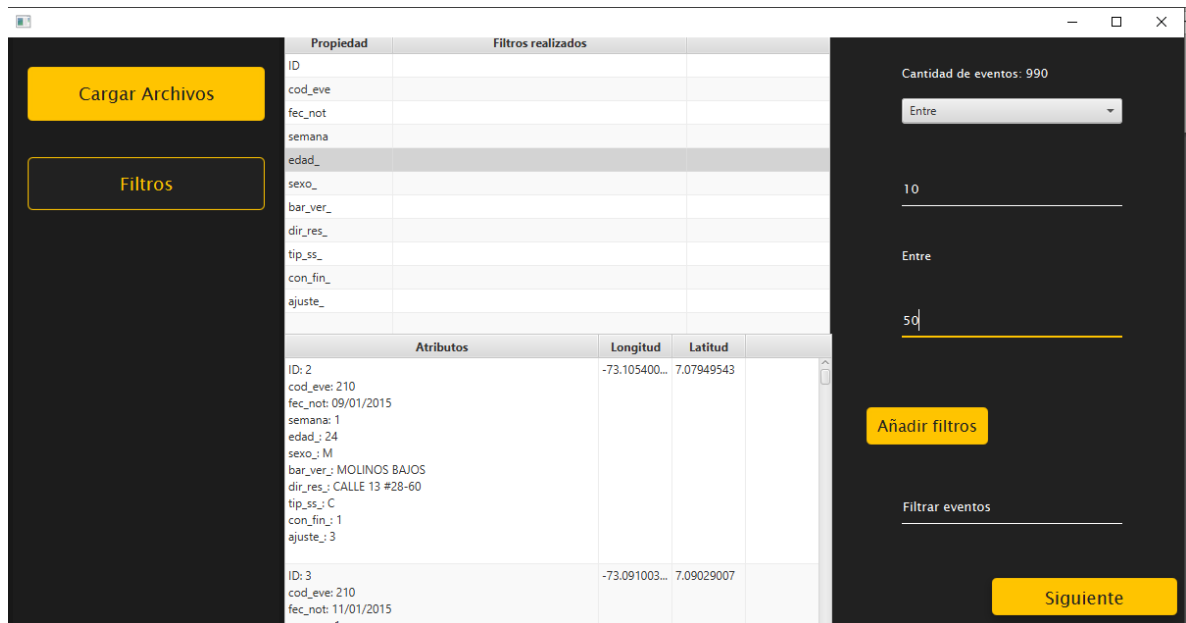 Cargar Archivos
Filtros
Propiedad Filtros realizados
ID
cod_eve
fec_not
semana
edad_
sexo_
bar_ver_
dir_res_
tip_ss_
con_fin_
ajuste_
Atributos Longitud Latitud
ID: 2 -73.105400... 7.07949543
cod_eve: 210
fec_not: 09/01/2015
semana: 1
edad_: 24
sexo_: M
bar_ver_: MOLINOS BAJOS
dir_res_: CALLE 13 #28-60
tip_ss_: C
con_fin_: 1
ajuste_: 3
ID: 3 -73.091003... 7.09029007
cod_eve: 210
fec_not: 11/01/2015
Cantidad de eventos: 990
Entre
10
Entre
50
Añadir filtros
Filtrar eventos
Siguiente